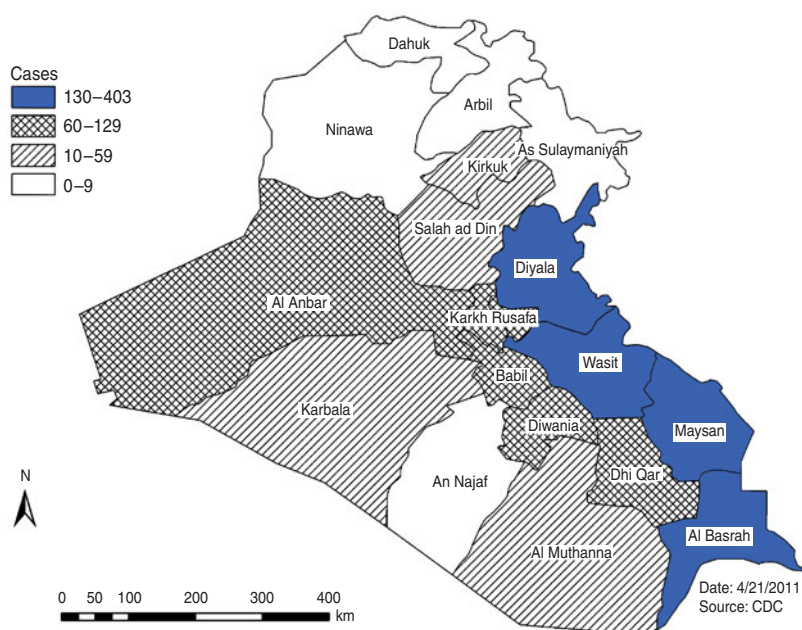 Cases
130–403
60–129
10–59
0–9
Dahuk
Arbil
Ninawa
As Sulaymaniyah
Kirkuk
Salah ad Din
Diyala
Al Anbar
Karkh Rusafa
Wasit
Babil
Karbala
Diwania
Maysan
Dhi Qar
An Najaf
Al Basrah
Al Muthanna
N
0 50 100 200 300 400
km
Date: 4/21/2011
Source: CDC